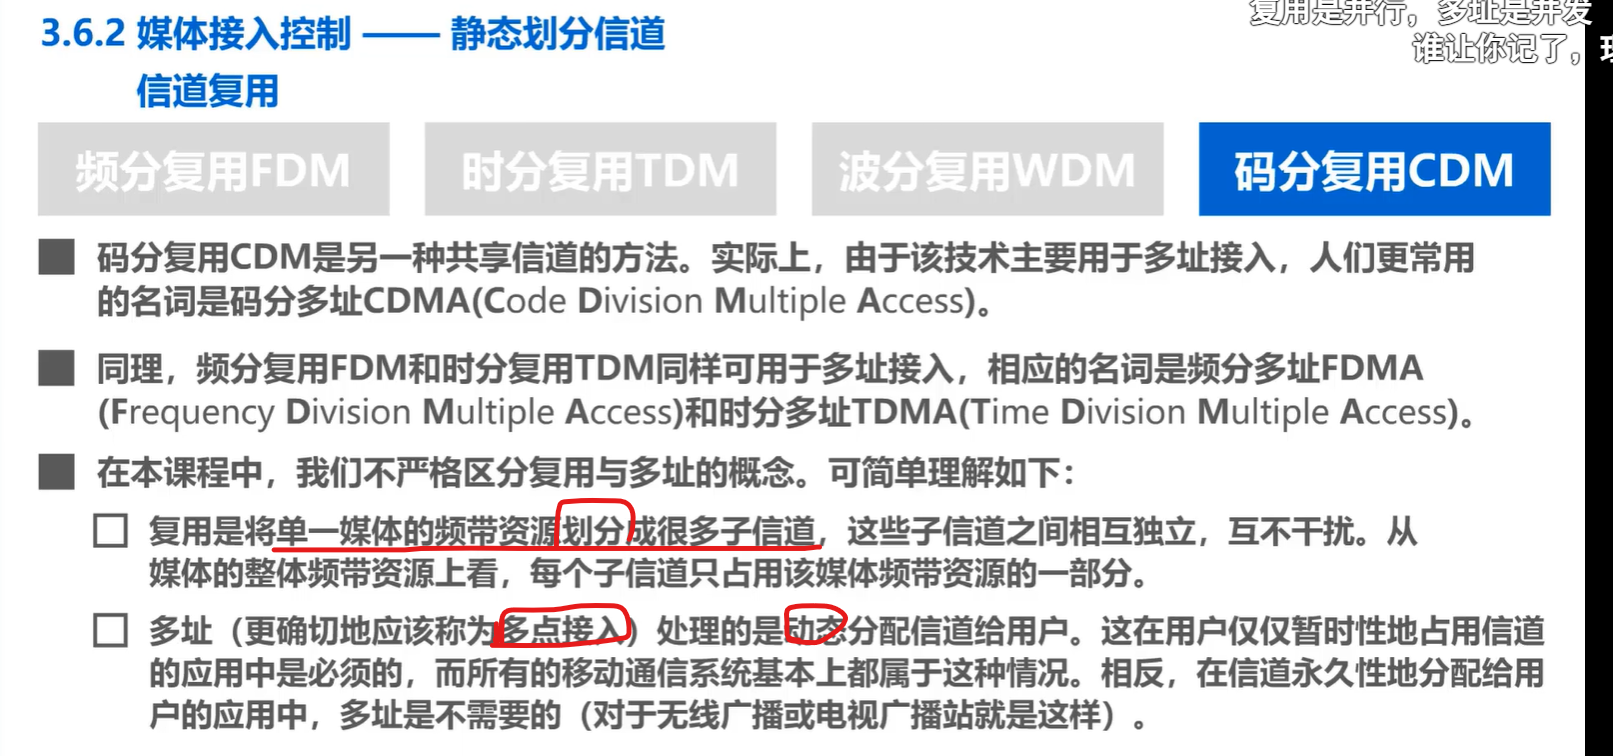 3.6.2 媒体接入控制 —— 静态划分信道
复用是并行，多址是并发
谁让你记了，
信道复用
频分复用FDM
时分复用TDM
波分复用WDM
码分复用CDM
码分复用CDM是另一种共享信道的方法。实际上，由于该技术主要用于多址接入，人们更常用
的名词是码分多址CDMA(Code Division Multiple Access)。
同理，频分复用FDM和时分复用TDM同样可用于多址接入，相应的名词是频分多址FDMA
(Frequency Division Multiple Access)和时分多址TDMA(Time Division Multiple Access)。
在本课程中，我们不严格区分复用与多址的概念。可简单理解如下：
复用是将单一媒体的频带资源划分成很多子信道，这些子信道之间相互独立，互不干扰。从
媒体的整体频带资源上看，每个子信道只占用该媒体频带资源的一部分。
多址（更确切地应该称为多点接入）处理的是动态分配信道给用户。这在用户仅仅暂时性地占用信道
的应用中是必须的，而所有的移动通信系统基本上都属于这种情况。相反，在信道永久性地分配给用
户的应用中，多址是不需要的（对于无线广播或电视广播站就是这样）。